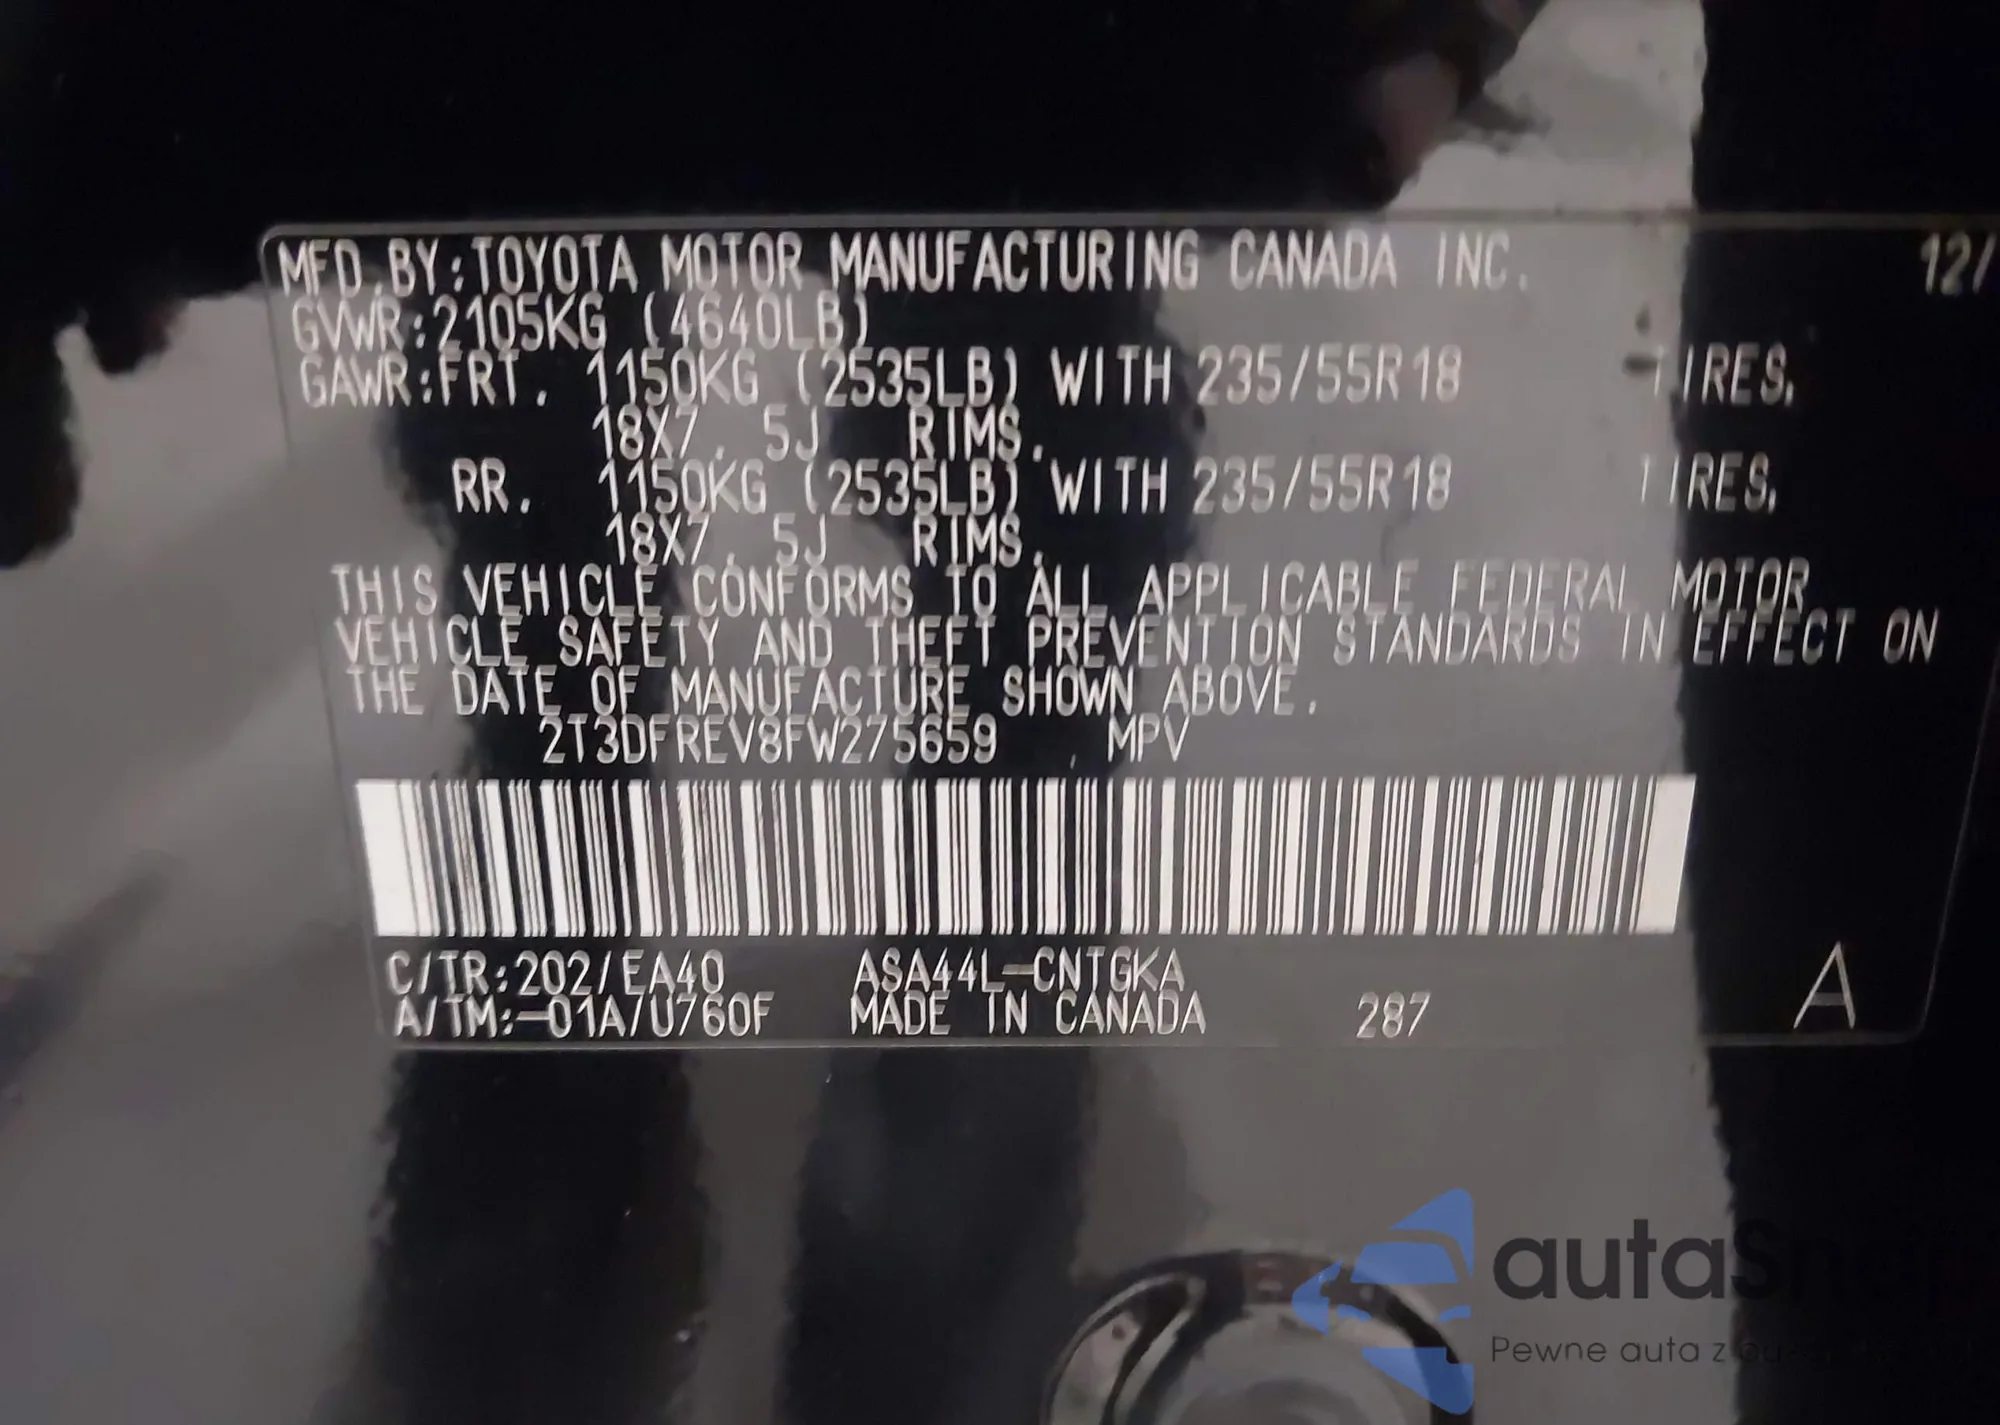 MFD.BY:TOYOTA MOTOR MANUFACTURING CANADA INC. 12/
GVWR:2105KG (4640LB)
GAWR:FRT. 1150KG (2535LB) WITH 235/55R18 TIRES,
18X7.5J RIMS.
RR. 1150KG (2535LB) WITH 235/55R18 TIRES,
18X7.5J RIMS.
THIS VEHICLE CONFORMS TO ALL APPLICABLE FEDERAL MOTOR
VEHICLE SAFETY AND THEFT PREVENTION STANDARDS IN EFFECT ON
THE DATE OF MANUFACTURE SHOWN ABOVE.
2T3DFREV8FW275659 , MPV
C/TR:202/EA40 ASA44L-CNTGKA
A/TM:-01A/U760F MADE IN CANADA 287 A
Pewne auta z